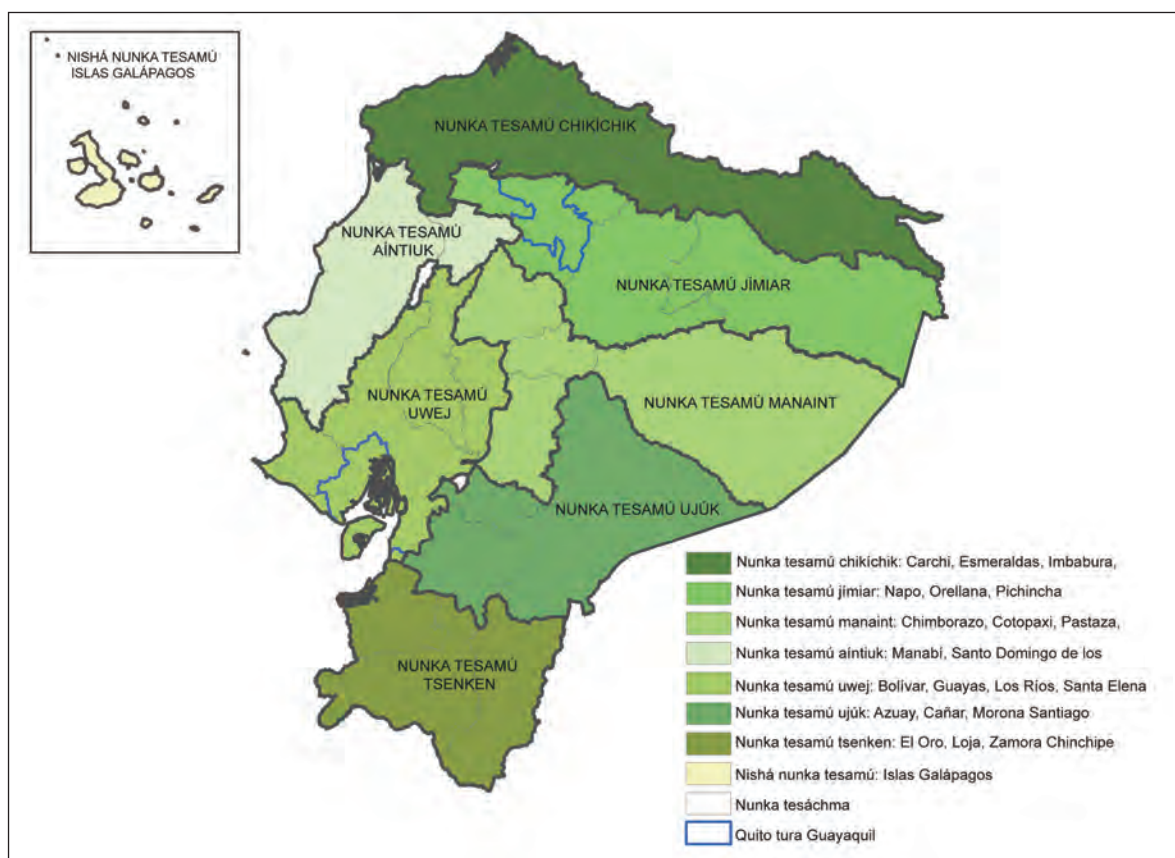 NISHÁ NUNKA TESAMÚ
ISLAS GALÁPAGOS
NUNKA TESAMÚ CHIKÍCHIK
NUNKA TESAMÚ
AÍNTIUK
NUNKA TESAMÚ JÍMIAR
NUNKA TESAMÚ
UWEJ
NUNKA TESAMÚ MANAINT
NUNKA TESAMÚ UJÚK
NUNKA TESAMÚ
TSENKEN
Nunka tesamú chikíchik: Carchi, Esmeraldas, Imbabura,
Nunka tesamú jímiar: Napo, Orellana, Pichincha
Nunka tesamú manaint: Chimborazo, Cotopaxi, Pastaza,
Nunka tesamú aíntiuk: Manabí, Santo Domingo de los
Nunka tesamú uwej: Bolívar, Guayas, Los Ríos, Santa Elena
Nunka tesamú ujúk: Azuay, Cañar, Morona Santiago
Nunka tesamú tsenken: El Oro, Loja, Zamora Chinchipe
Nishá nunka tesamú: Islas Galápagos
Nunka tesáchma
Quito tura Guayaquil